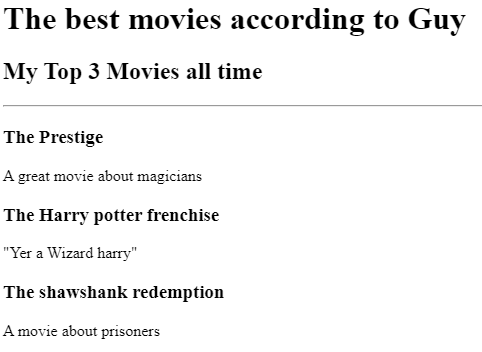 The best movies according to Guy
My Top 3 Movies all time
The Prestige
A great movie about magicians
The Harry potter frenchise
"Yer a Wizard harry"
The shawshank redemption
A movie about prisoners